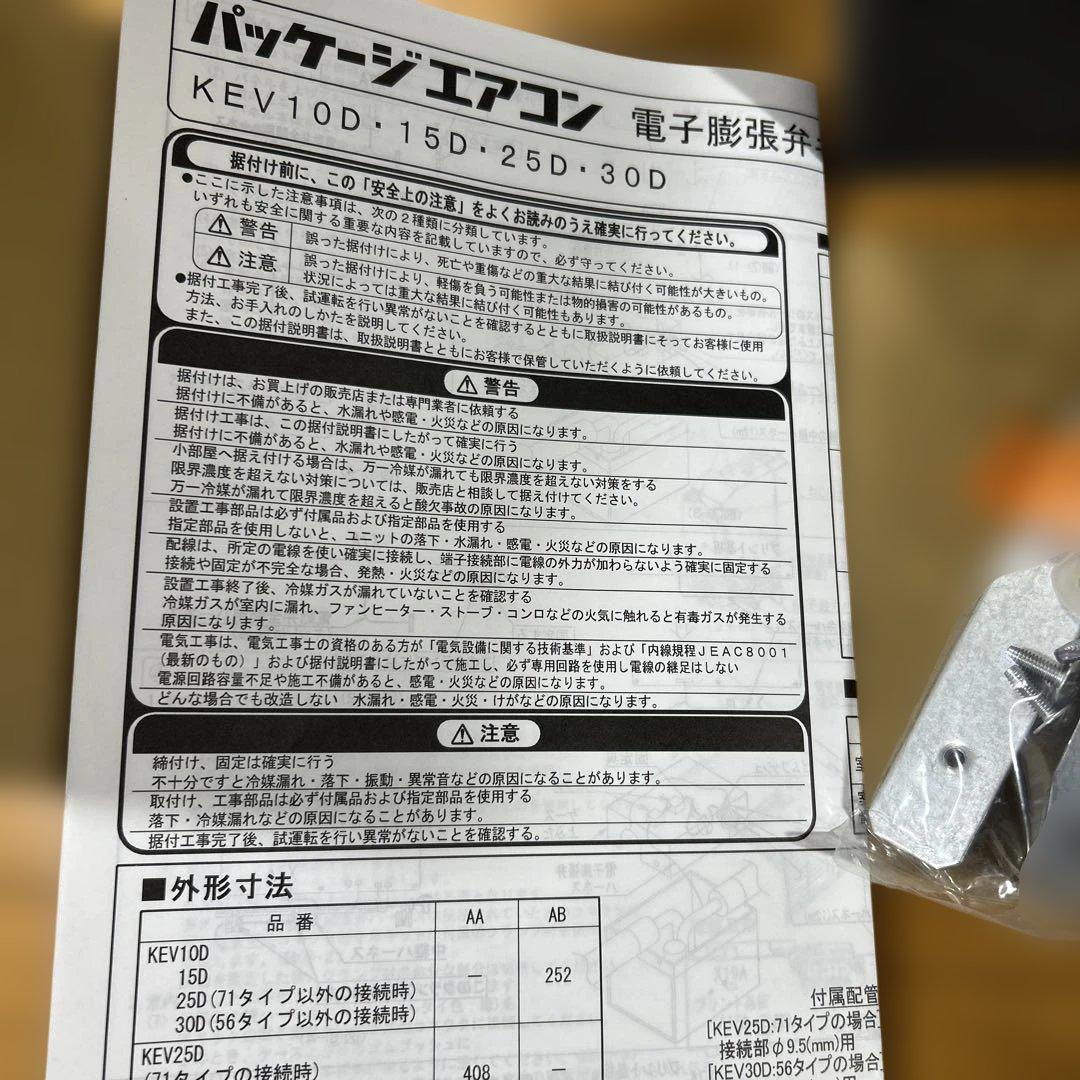 パッケージエアコン 電子膨張弁
KEV10D・15D・25D・30D
据付け前に、この「安全上の注意」をよくお読みのうえ確実に行ってください。
●ここに示した注意事項は、次の2種類に分類しています。
いずれも安全に関する重要な内容を記載していますので、必ず守ってください。
⚠警告 誤った据付けにより、死亡や重傷などの重大な結果に結び付く可能性が大きいもの。
⚠注意 誤った据付けにより、軽傷を負う可能性または物的損害の可能性があるもの。
状況によっては重大な結果に結び付く可能性もあります。
●据付工事完了後、試運転を行い異常がないことを確認するとともに取扱説明書にそってお客様に使用
方法、お手入れのしかたを説明してください。
また、この据付説明書は、取扱説明書とともにお客様で保管していただくように依頼してください。
⚠警告
据付けは、お買上げの販売店または専門業者に依頼する
据付けに不備があると、水漏れや感電・火災などの原因になります。
据付け工事は、この据付説明書にしたがって確実に行う
据付けに不備があると、水漏れや感電・火災などの原因になります。
小部屋へ据え付ける場合は、万一冷媒が漏れても限界濃度を超えない対策をする
限界濃度を超えない対策については、販売店と相談して据え付けてください。
万一冷媒が漏れて限界濃度を超えると酸欠事故の原因になります。
設置工事部品は必ず付属品および指定部品を使用する
指定部品を使用しないと、ユニットの落下・水漏れ・感電・火災などの原因になります。
配線は、所定の電線を使い確実に接続し、端子接続部に電線の外力が加わらないよう確実に固定する
接続や固定が不完全な場合、発熱・火災などの原因になります。
設置工事終了後、冷媒ガスが漏れていないことを確認する
冷媒ガスが室内に漏れ、ファンヒーター・ストーブ・コンロなどの火気に触れると有毒ガスが発生する
原因になります。
電気工事は、電気工事士の資格のある方が「電気設備に関する技術基準」および「内線規程JEAC8001
(最新のもの)」および据付説明書にしたがって施工し、必ず専用回路を使用し電線の継足はしない
電源回路容量不足や施工不備があると、感電・火災などの原因になります。
どんな場合でも改造しない 水漏れ・感電・火災・けがなどの原因になります。
⚠注意
締付け、固定は確実に行う
不十分ですと冷媒漏れ・落下・振動・異常音などの原因になることがあります。
取付け、工事部品は必ず付属品および指定部品を使用する
落下・冷媒漏れなどの原因になることがあります。
据付工事完了後、試運転を行い異常がないことを確認する。
■外形寸法
品番 AA AB
KEV10D
15D
25D(71タイプ以外の接続時)
30D(56タイプ以外の接続時)
― 252
KEV25D
(71タイプの接続時) 408 ―
付属配管
[KEV25D:71タイプの場合]
接続部φ9.5(mm)用
[KEV30D:56タイプの場合]